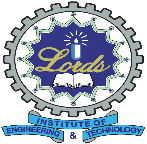 Lords
INSTITUTE OF
ENGINEERING & TECHNOLOGY